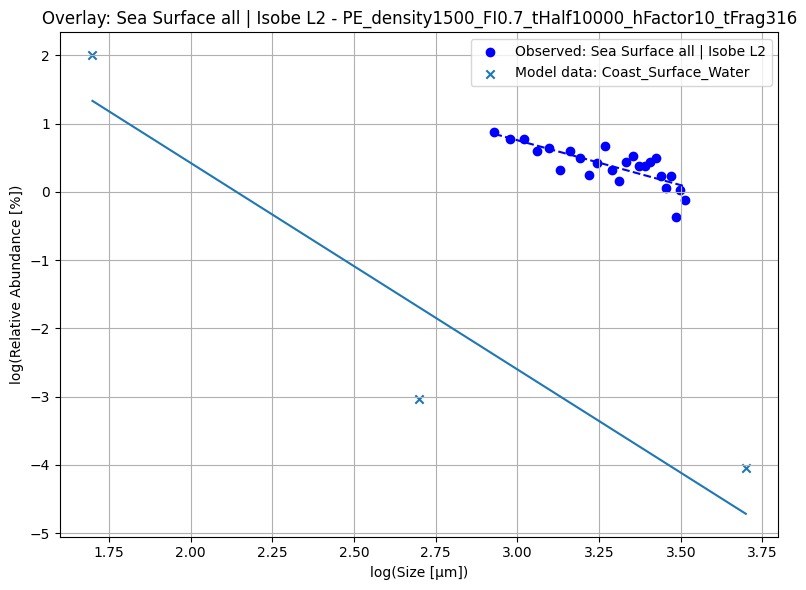 Overlay: Sea Surface all | Isobe L2 - PE_density1500_FI0.7_tHalf10000_hFactor10_tFrag316
Observed: Sea Surface all | Isobe L2
Model data: Coast_Surface_Water
log(Relative Abundance [%])
2
1
0
−1
−2
−3
−4
−5
1.75 2.00 2.25 2.50 2.75 3.00 3.25 3.50 3.75
log(Size [µm])